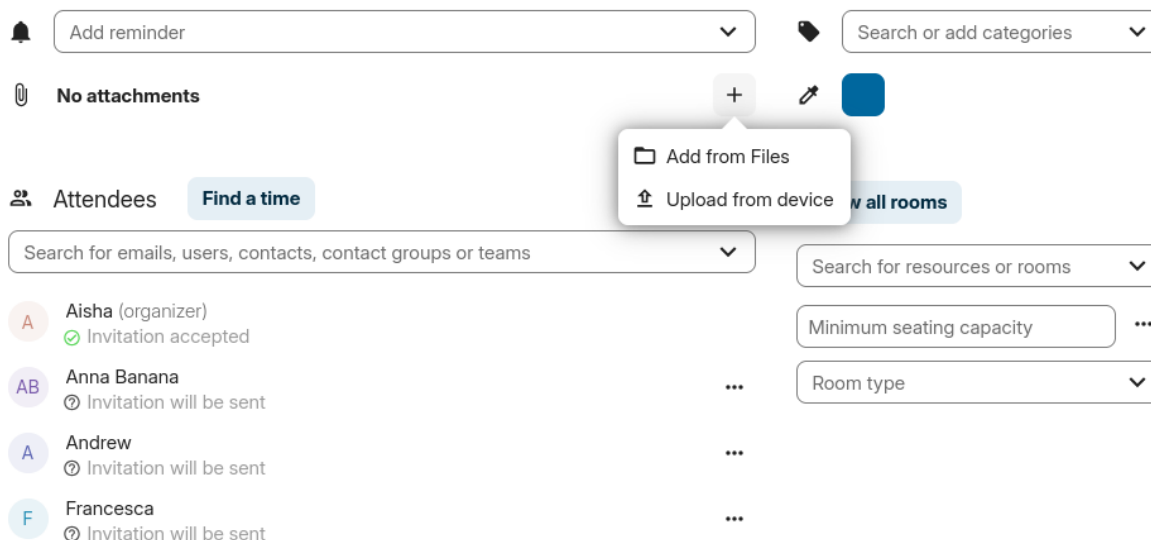 Add reminder
Search or add categories
No attachments
Add from Files
Upload from device
Attendees
Find a time
all rooms
Search for emails, users, contacts, contact groups or teams
Search for resources or rooms
A
Aisha (organizer)
Invitation accepted
Minimum seating capacity
AB
Anna Banana
Invitation will be sent
Room type
A
Andrew
Invitation will be sent
F
Francesca
Invitation will be sent